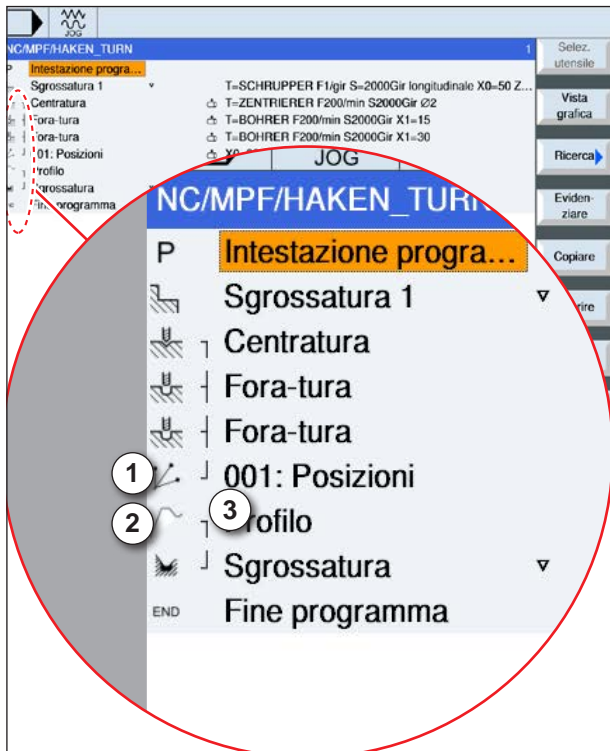 JOG
NC/MPF/HAKEN_TURN 1
P Intestazione progra...
Sgrossatura 1 T=SCHRUPPER F1/gir S=2000Gir longitudinale X0=50 Z...
Centratura T=ZENTRIERER F200/min S2000Gir Ø2
Fora-tura T=BOHRER F200/min S2000Gir X1=15
Fora-tura T=BOHRER F200/min S2000Gir X1=30
001: Posizioni
Profilo
Sgrossatura
Fine programma
Selez.
utensile
Vista
grafica
Ricerca
Eviden-
ziare
Copiare
JOG
NC/MPF/HAKEN_TURN
P Intestazione progra...
Sgrossatura 1
Centratura
Fora-tura
Fora-tura
1 001: Posizioni
2 3 Profilo
Sgrossatura
END Fine programma